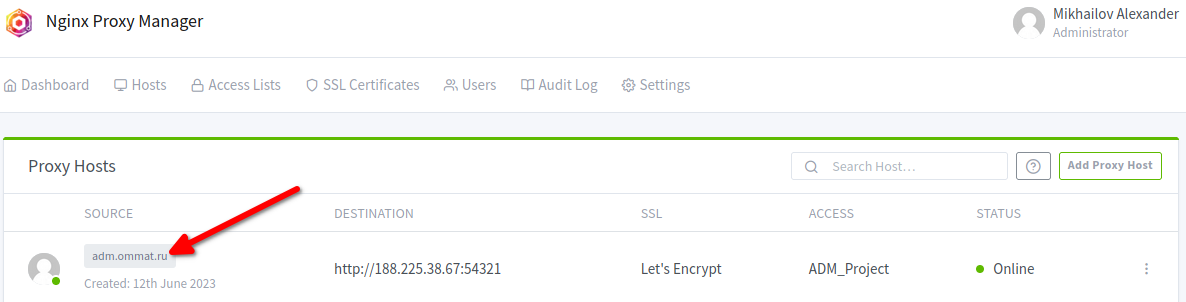 Nginx Proxy Manager
Mikhailov Alexander
Administrator
Dashboard Hosts Access Lists SSL Certificates Users Audit Log Settings
Proxy Hosts Search Host... Add Proxy Host
SOURCE DESTINATION SSL ACCESS STATUS
adm.ommat.ru
http://188.225.38.67:54321 Let's Encrypt ADM_Project Online
Created: 12th June 2023